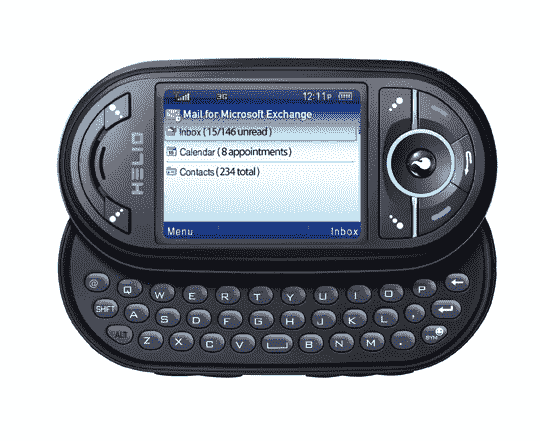 3G 12:11P
Mail for Microsoft Exchange
Inbox (15/146 unread)
Calendar (8 appointments)
Contacts (234 total)
Menu Inbox
HELIO
@ Q W E R T Y U I O P
SHIFT A S D F G H J K L ,
ALT Z X C V B N M . SYM